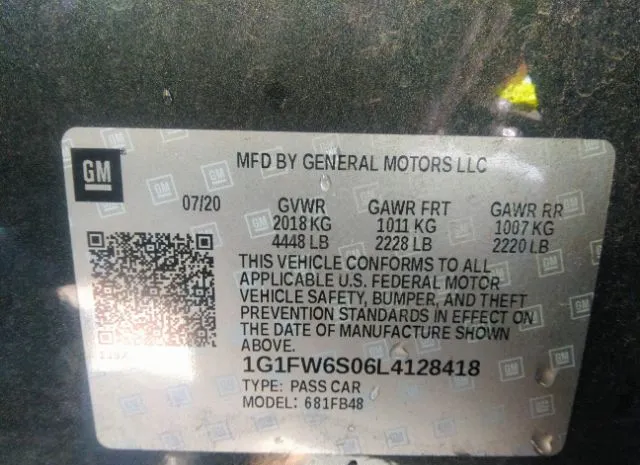 GM
MFD BY GENERAL MOTORS LLC
07/20 GVWR GAWR FRT GAWR RR
2018 KG 1011 KG 1007 KG
4448 LB 2228 LB 2220 LB
THIS VEHICLE CONFORMS TO ALL
APPLICABLE U.S. FEDERAL MOTOR
VEHICLE SAFETY, BUMPER, AND THEFT
PREVENTION STANDARDS IN EFFECT ON
THE DATE OF MANUFACTURE SHOWN
ABOVE.
1G1FW6S06L4128418
TYPE: PASS CAR
MODEL: 681FB48